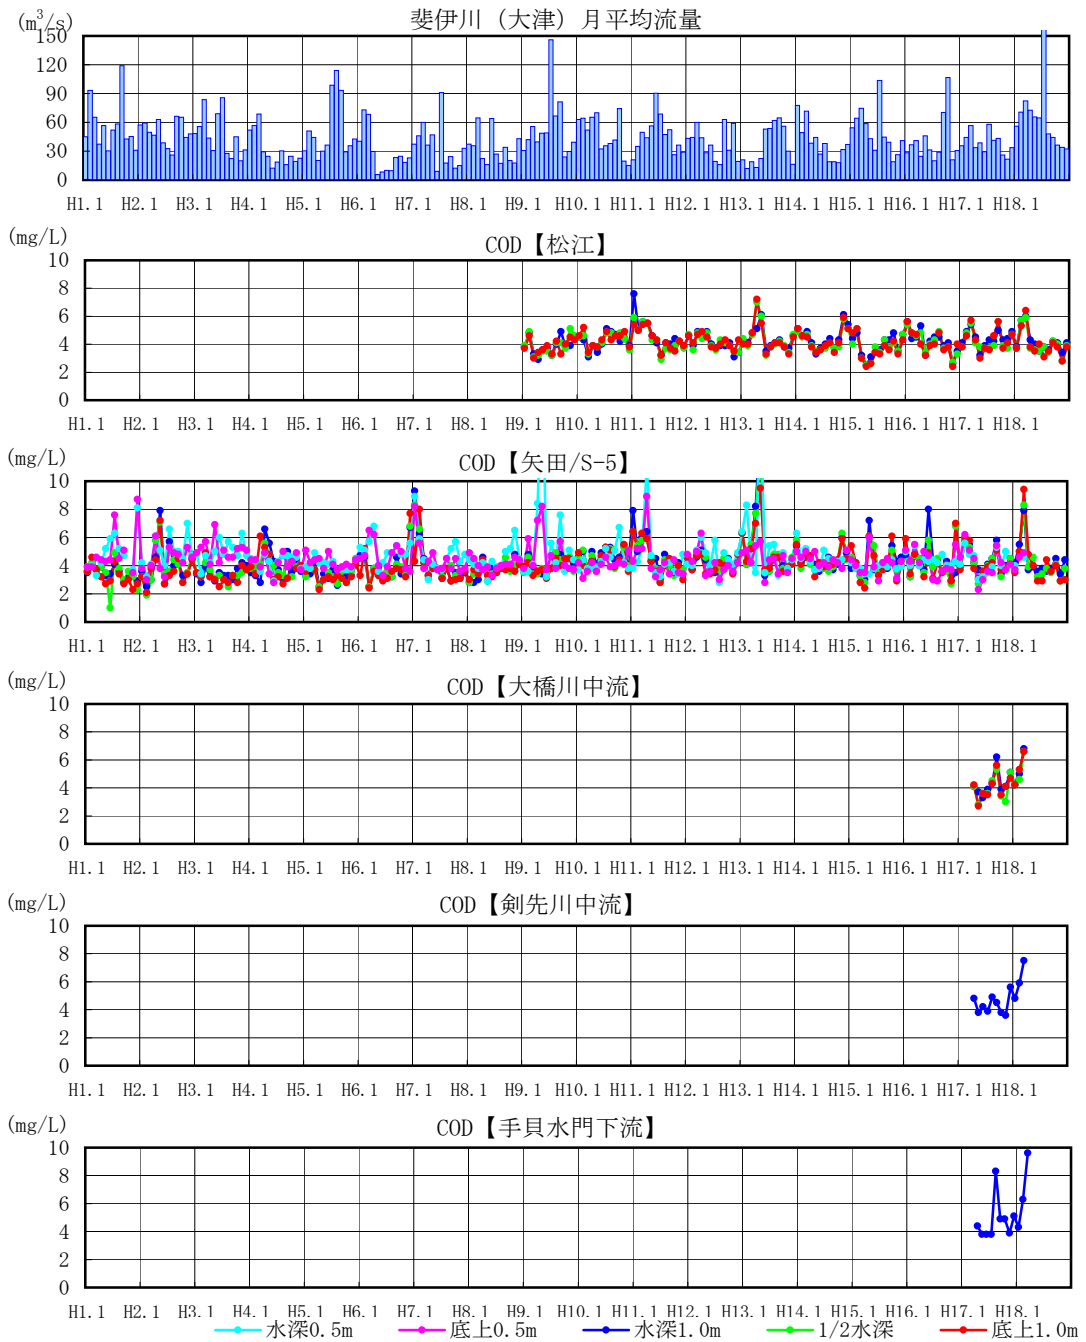 (m³/s) 斐伊川（大津）月平均流量
150
120
90
60
30
0
H1.1 H2.1 H3.1 H4.1 H5.1 H6.1 H7.1 H8.1 H9.1 H10.1 H11.1 H12.1 H13.1 H14.1 H15.1 H16.1 H17.1 H18.1
(mg/L) COD【松江】
10
8
6
4
2
0
H1.1 H2.1 H3.1 H4.1 H5.1 H6.1 H7.1 H8.1 H9.1 H10.1 H11.1 H12.1 H13.1 H14.1 H15.1 H16.1 H17.1 H18.1
(mg/L) COD【矢田/S-5】
10
8
6
4
2
0
H1.1 H2.1 H3.1 H4.1 H5.1 H6.1 H7.1 H8.1 H9.1 H10.1 H11.1 H12.1 H13.1 H14.1 H15.1 H16.1 H17.1 H18.1
(mg/L) COD【大橋川中流】
10
8
6
4
2
0
H1.1 H2.1 H3.1 H4.1 H5.1 H6.1 H7.1 H8.1 H9.1 H10.1 H11.1 H12.1 H13.1 H14.1 H15.1 H16.1 H17.1 H18.1
(mg/L) COD【剣先川中流】
10
8
6
4
2
0
H1.1 H2.1 H3.1 H4.1 H5.1 H6.1 H7.1 H8.1 H9.1 H10.1 H11.1 H12.1 H13.1 H14.1 H15.1 H16.1 H17.1 H18.1
(mg/L) COD【手貝水門下流】
10
8
6
4
2
0
H1.1 H2.1 H3.1 H4.1 H5.1 H6.1 H7.1 H8.1 H9.1 H10.1 H11.1 H12.1 H13.1 H14.1 H15.1 H16.1 H17.1 H18.1
水深0.5m 底上0.5m 水深1.0m 1/2水深 底上1.0m